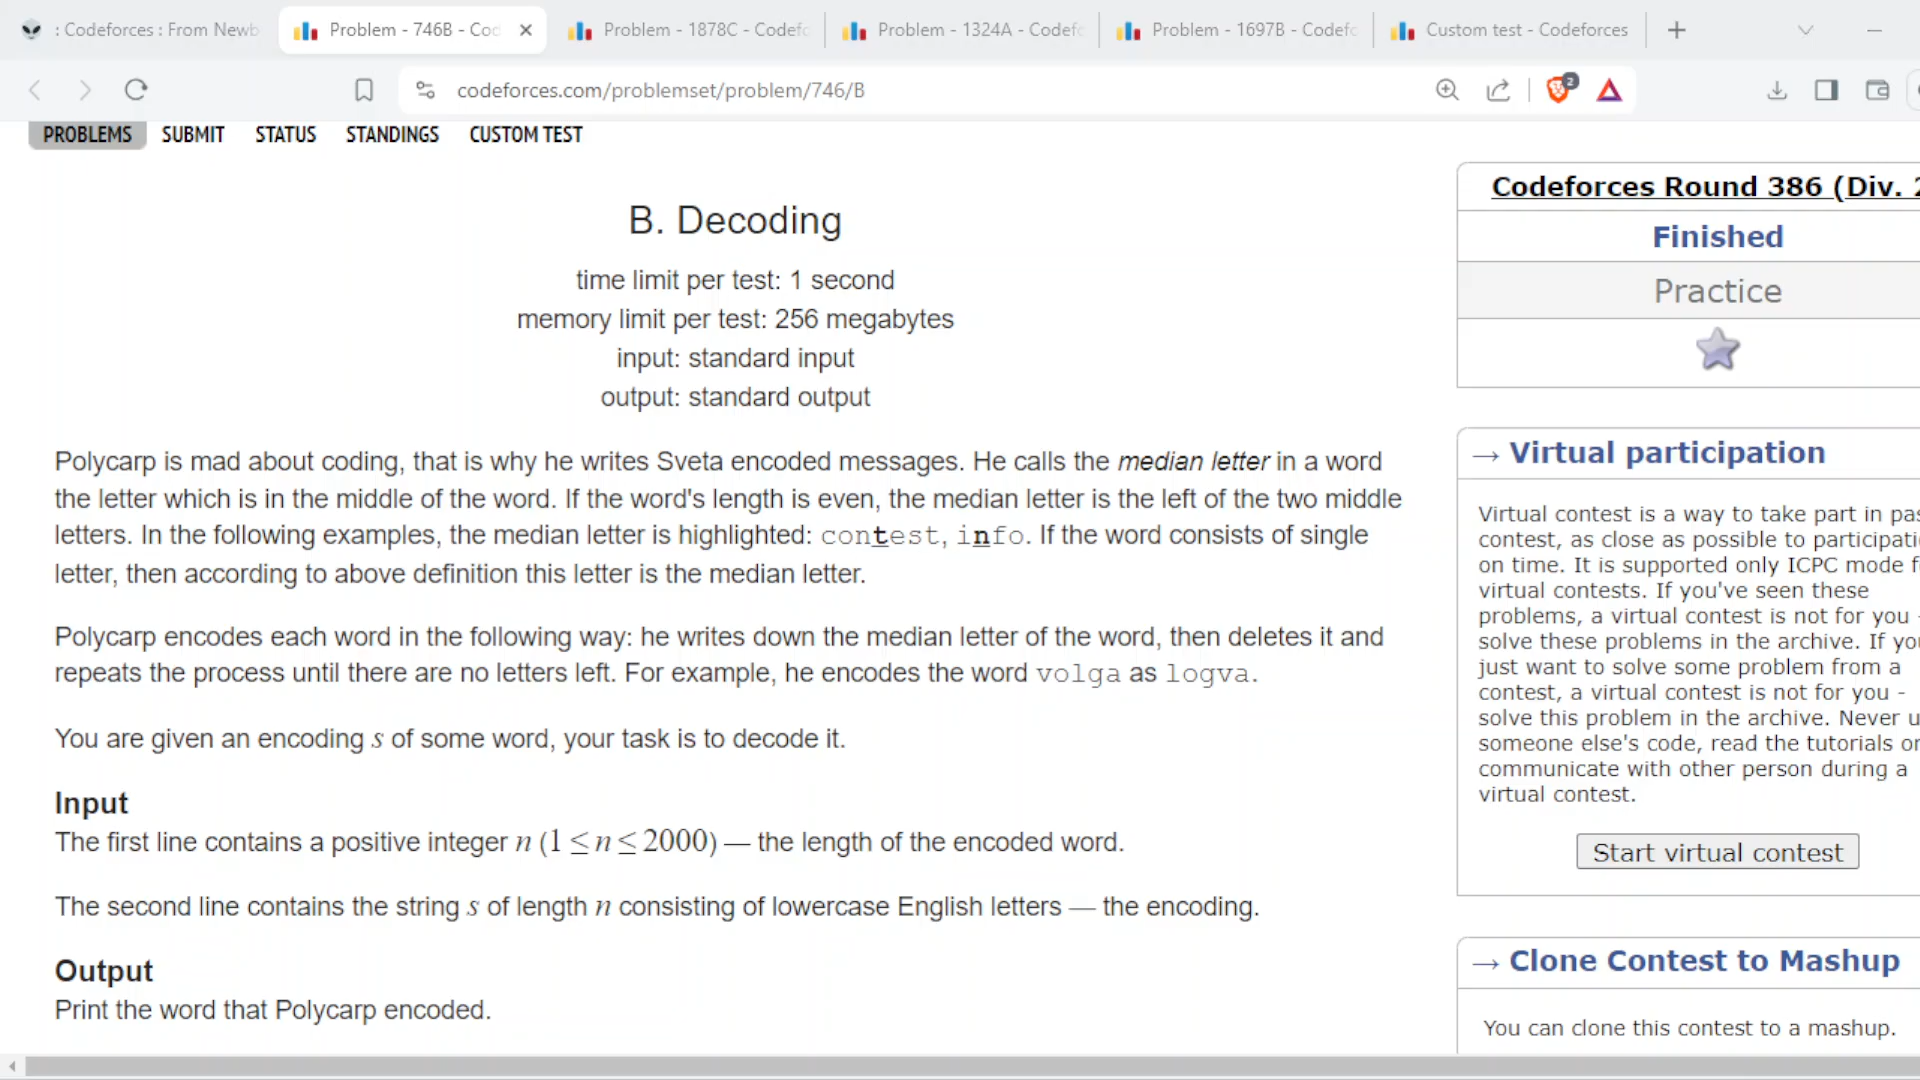 : Codeforces : From Newb
Problem - 746B - Coc
Problem - 1878C - Codefc
Problem - 1324A - Codefc
Problem - 1697B - Codefc
Custom test - Codeforces
codeforces.com/problemset/problem/746/B
2
PROBLEMS SUBMIT STATUS STANDINGS CUSTOM TEST
B. Decoding
time limit per test: 1 second
memory limit per test: 256 megabytes
input: standard input
output: standard output
Polycarp is mad about coding, that is why he writes Sveta encoded messages. He calls the median letter in a word
the letter which is in the middle of the word. If the word's length is even, the median letter is the left of the two middle
letters. In the following examples, the median letter is highlighted: contest, info. If the word consists of single
letter, then according to above definition this letter is the median letter.
Polycarp encodes each word in the following way: he writes down the median letter of the word, then deletes it and
repeats the process until there are no letters left. For example, he encodes the word volga as logva.
You are given an encoding s of some word, your task is to decode it.
Input
The first line contains a positive integer n (1 ≤ n ≤ 2000) — the length of the encoded word.
The second line contains the string s of length n consisting of lowercase English letters — the encoding.
Output
Print the word that Polycarp encoded.
Codeforces Round 386 (Div. 2
Finished
Practice
→ Virtual participation
Virtual contest is a way to take part in pas
contest, as close as possible to participati
on time. It is supported only ICPC mode f
virtual contests. If you've seen these
problems, a virtual contest is not for you -
solve these problems in the archive. If yo
just want to solve some problem from a
contest, a virtual contest is not for you -
solve this problem in the archive. Never u
someone else's code, read the tutorials or
communicate with other person during a
virtual contest.
Start virtual contest
→ Clone Contest to Mashup
You can clone this contest to a mashup.